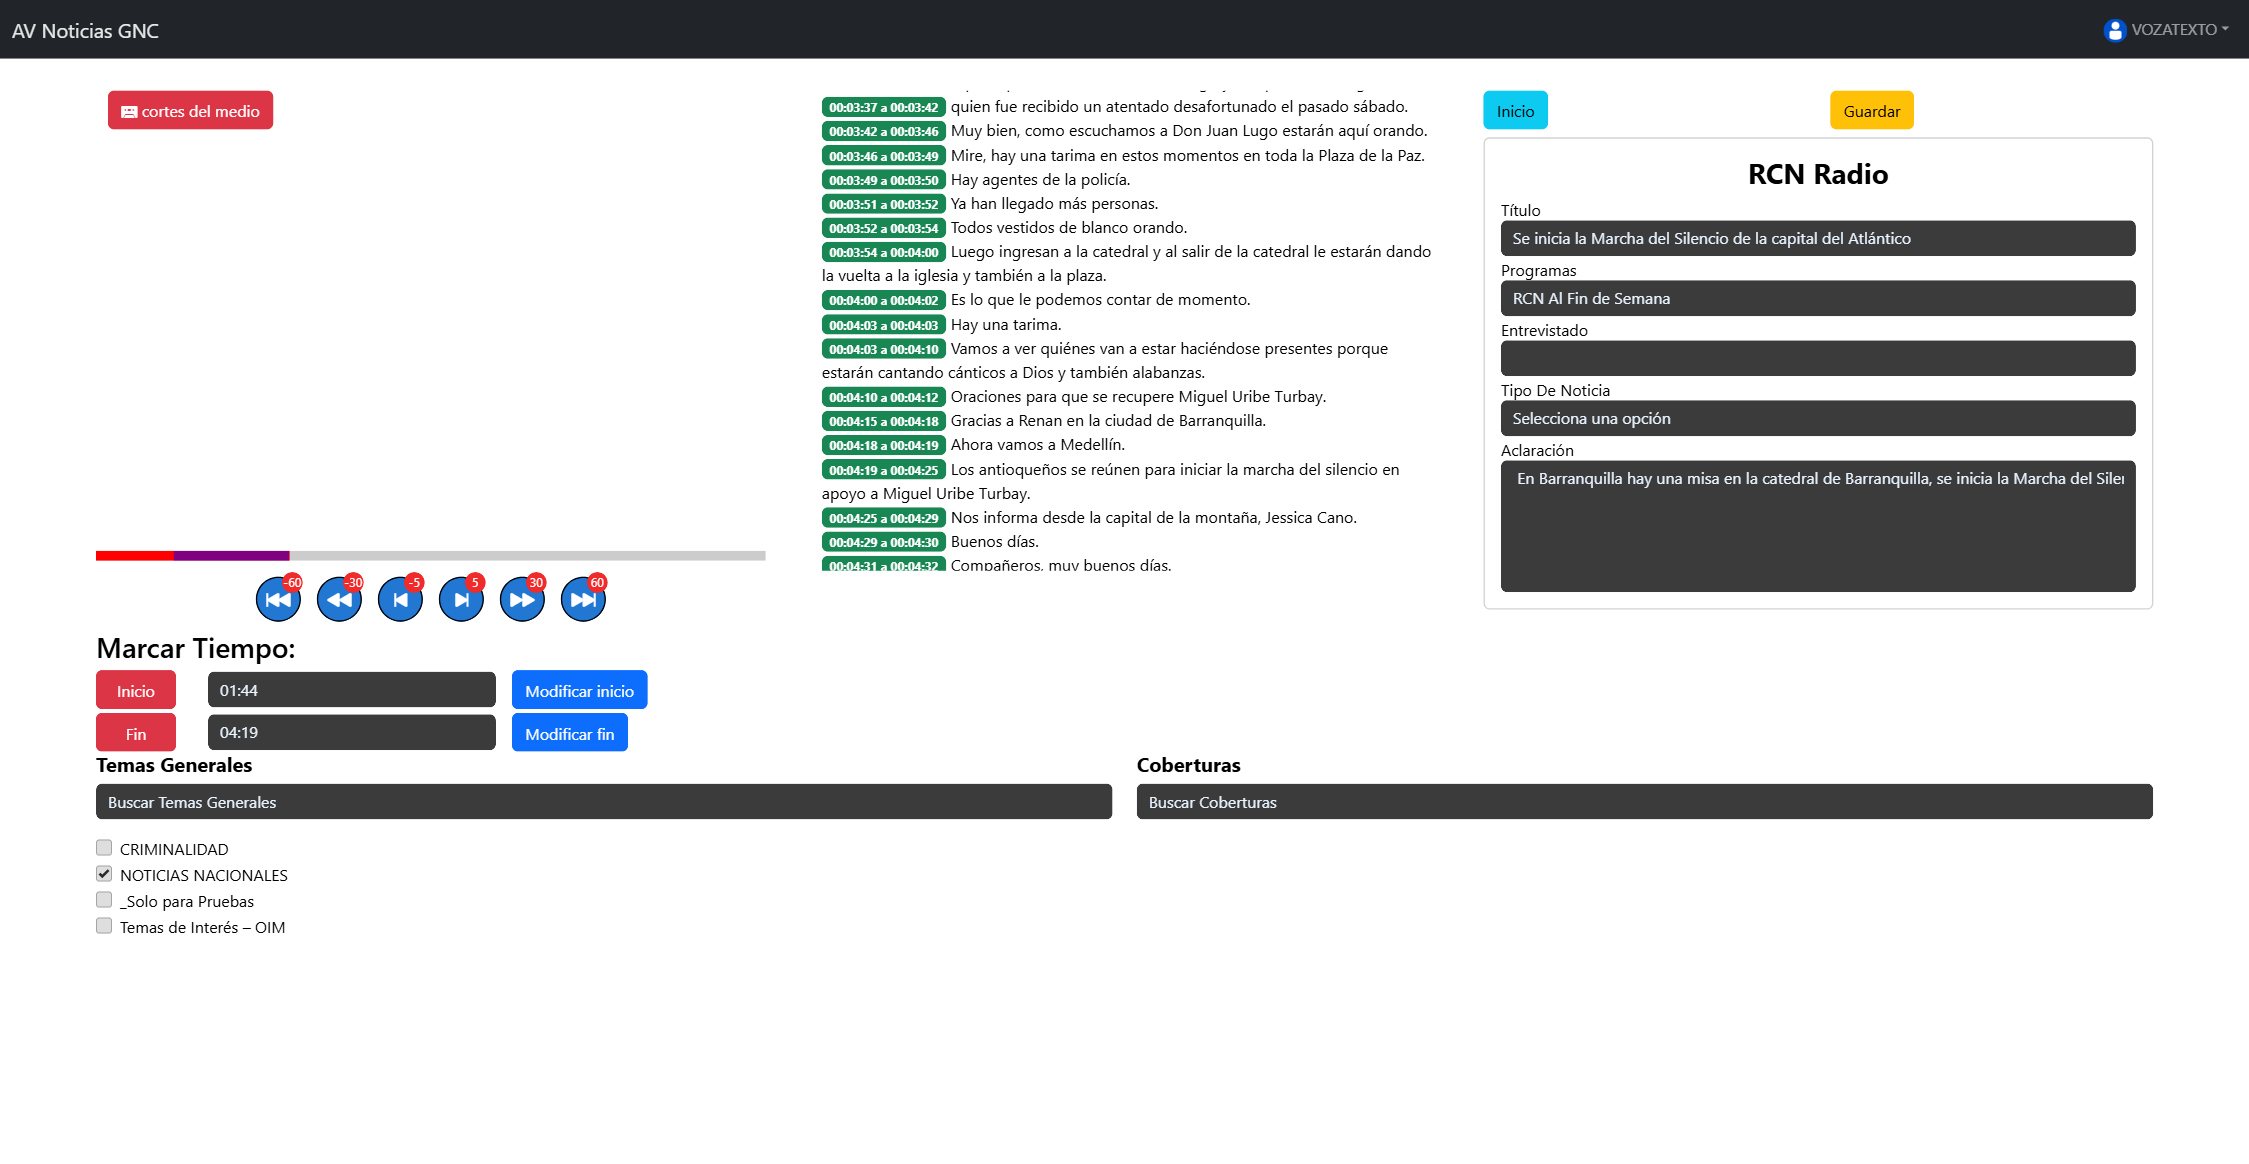 AV Noticias GNC
VOZATEXTO
cortes del medio
-60
-30
-5
5
30
60
Marcar Tiempo:
Inicio
01:44
Modificar inicio
Fin
04:19
Modificar fin
00:03:37 a 00:03:42 quien fue recibido un atentado desafortunado el pasado sábado.
00:03:42 a 00:03:46 Muy bien, como escuchamos a Don Juan Lugo estarán aquí orando.
00:03:46 a 00:03:49 Mire, hay una tarima en estos momentos en toda la Plaza de la Paz.
00:03:49 a 00:03:50 Hay agentes de la policía.
00:03:51 a 00:03:52 Ya han llegado más personas.
00:03:52 a 00:03:54 Todos vestidos de blanco orando.
00:03:54 a 00:04:00 Luego ingresan a la catedral y al salir de la catedral le estarán dando
la vuelta a la iglesia y también a la plaza.
00:04:00 a 00:04:02 Es lo que le podemos contar de momento.
00:04:03 a 00:04:03 Hay una tarima.
00:04:03 a 00:04:10 Vamos a ver quiénes van a estar haciéndose presentes porque
estarán cantando cánticos a Dios y también alabanzas.
00:04:10 a 00:04:12 Oraciones para que se recupere Miguel Uribe Turbay.
00:04:15 a 00:04:18 Gracias a Renan en la ciudad de Barranquilla.
00:04:18 a 00:04:19 Ahora vamos a Medellín.
00:04:19 a 00:04:25 Los antioqueños se reúnen para iniciar la marcha del silencio en
apoyo a Miguel Uribe Turbay.
00:04:25 a 00:04:29 Nos informa desde la capital de la montaña, Jessica Cano.
00:04:29 a 00:04:30 Buenos días.
00:04:31 a 00:04:32 Compañeros, muy buenos días.
Inicio
Guardar
RCN Radio
Título
Se inicia la Marcha del Silencio de la capital del Atlántico
Programas
RCN Al Fin de Semana
Entrevistado
Tipo De Noticia
Selecciona una opción
Aclaración
En Barranquilla hay una misa en la catedral de Barranquilla, se inicia la Marcha del
Temas Generales
Buscar Temas Generales
CRIMINALIDAD
NOTICIAS NACIONALES
_Solo para Pruebas
Temas de Interés – OIM
Coberturas
Buscar Coberturas